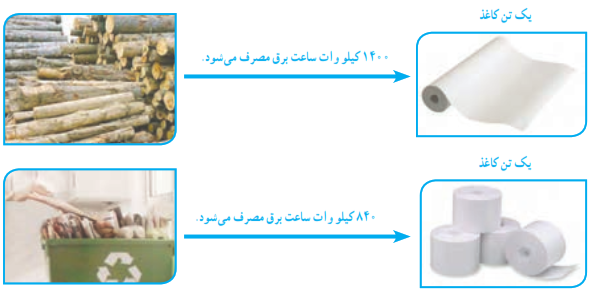 یک تن کاغذ
۱۴۰۰ کیلو وات ساعت برق مصرف می‌شود.
یک تن کاغذ
۸۴۰ کیلو وات ساعت برق مصرف می‌شود.